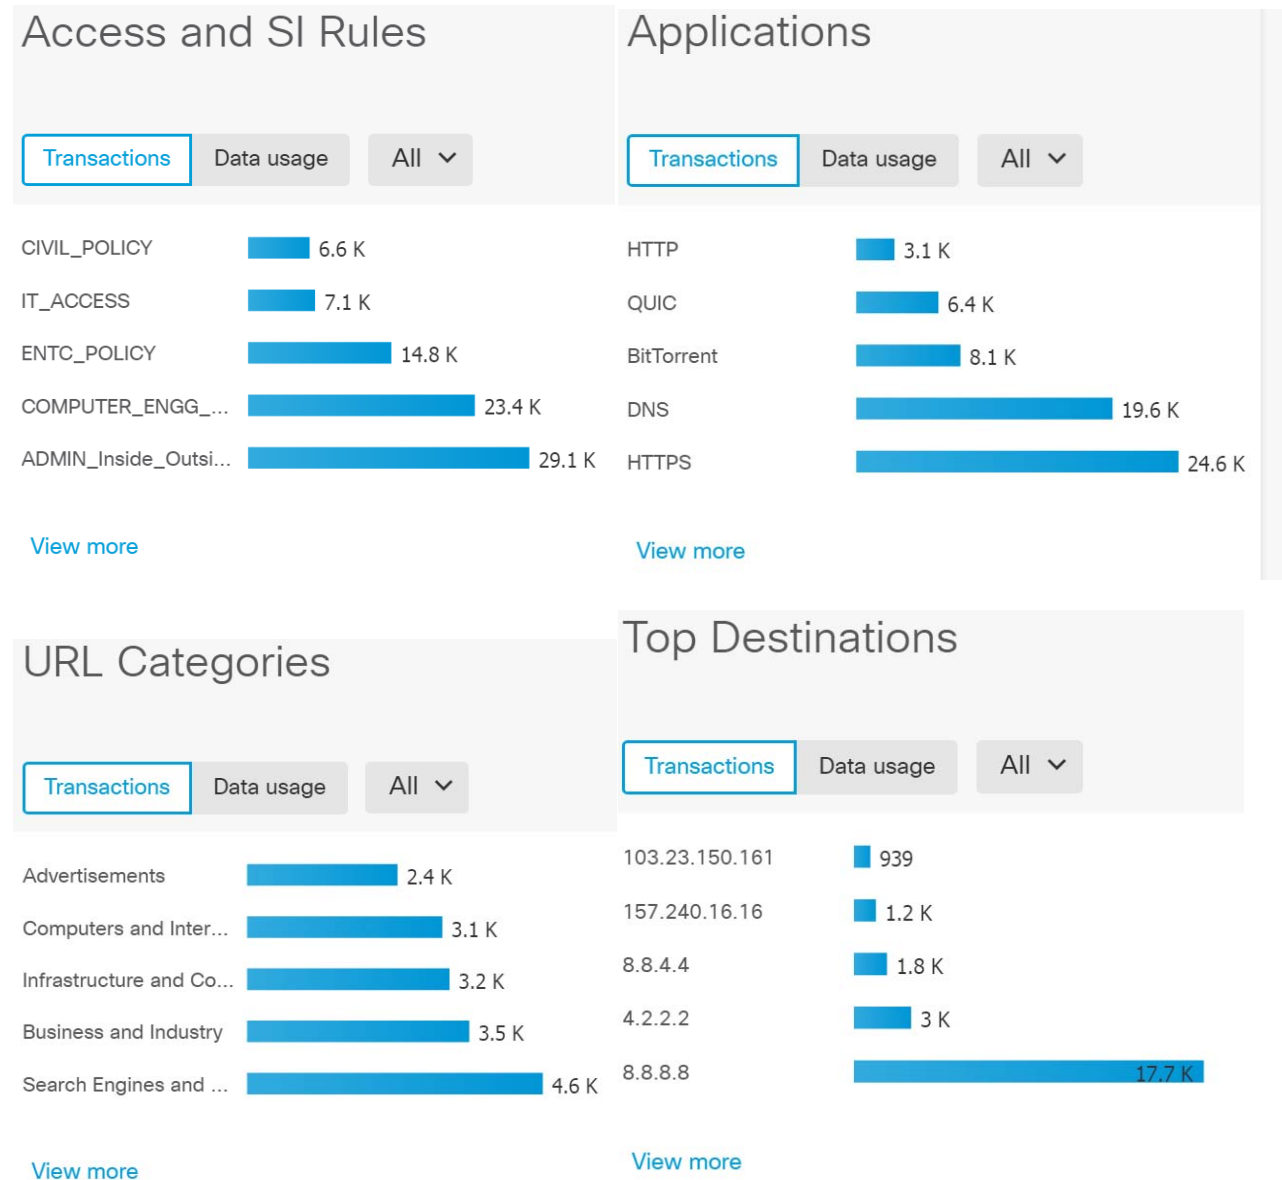 Access and SI Rules
Transactions Data usage All
CIVIL_POLICY 6.6 K
IT_ACCESS 7.1 K
ENTC_POLICY 14.8 K
COMPUTER_ENGG_... 23.4 K
ADMIN_Inside_Outsi... 29.1 K
View more
Applications
Transactions Data usage All
HTTP 3.1 K
QUIC 6.4 K
BitTorrent 8.1 K
DNS 19.6 K
HTTPS 24.6 K
View more
URL Categories
Transactions Data usage All
Advertisements 2.4 K
Computers and Inter... 3.1 K
Infrastructure and Co... 3.2 K
Business and Industry 3.5 K
Search Engines and ... 4.6 K
View more
Top Destinations
Transactions Data usage All
103.23.150.161 939
157.240.16.16 1.2 K
8.8.4.4 1.8 K
4.2.2.2 3 K
8.8.8.8 17.7 K
View more